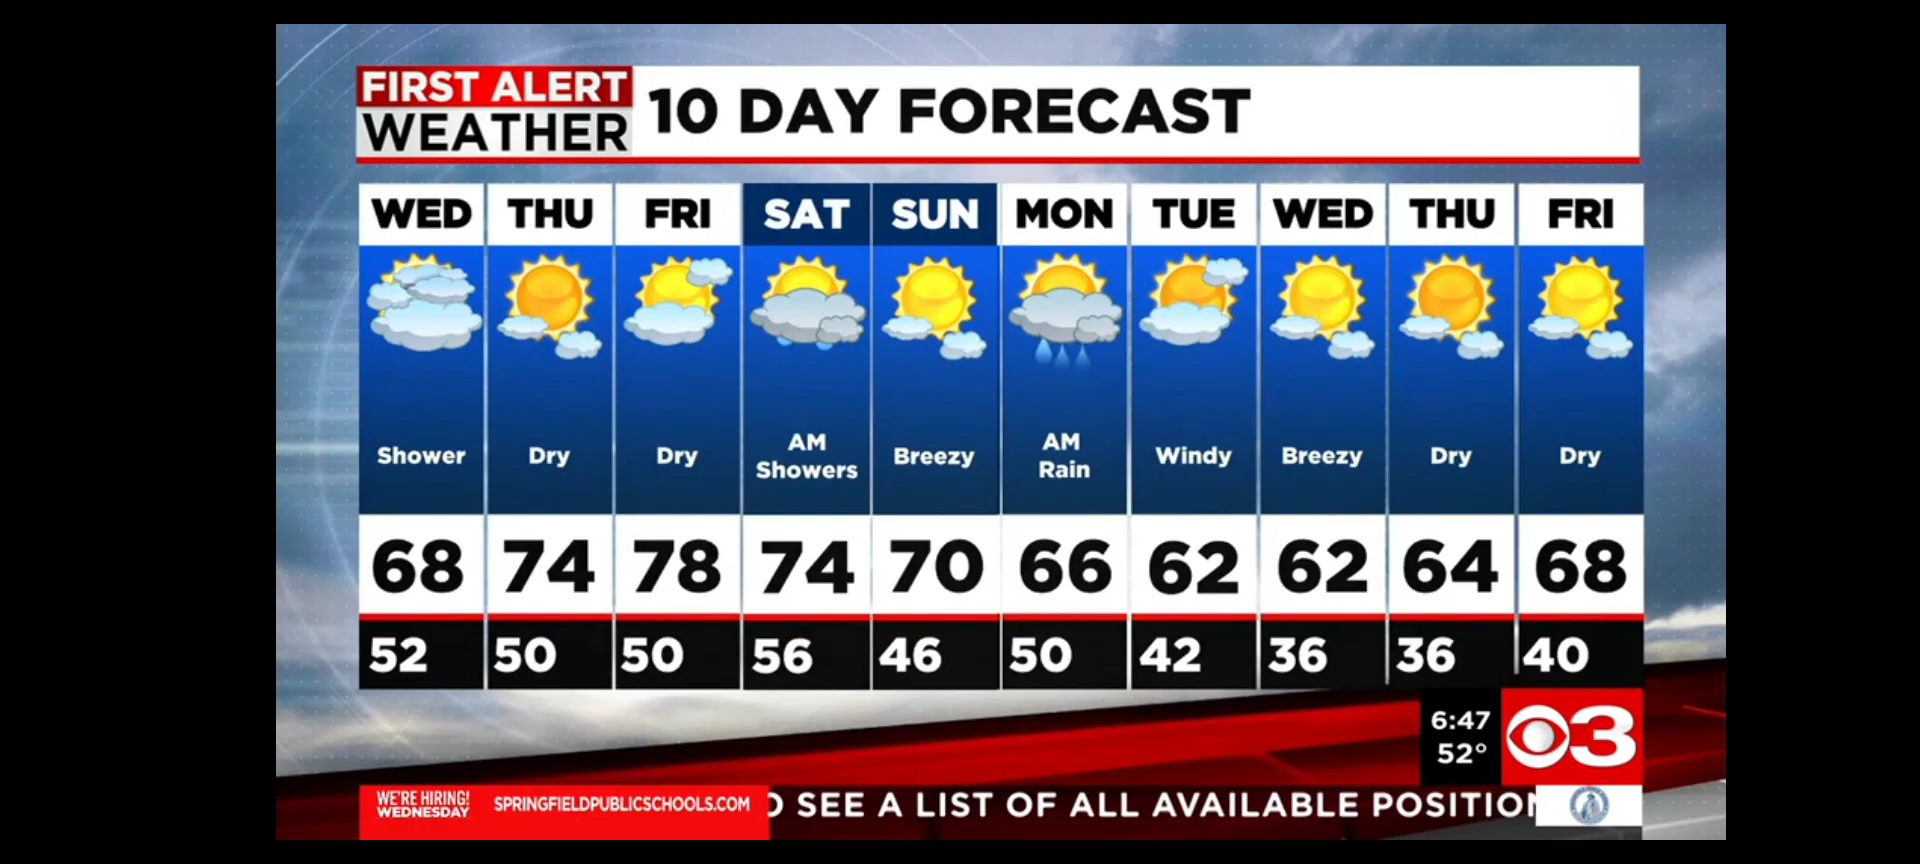 FIRST ALERT
WEATHER
10 DAY FORECAST
WED THU FRI SAT SUN MON TUE WED THU FRI
Shower Dry Dry AM Showers Breezy AM Rain Windy Breezy Dry Dry
68 74 78 74 70 66 62 62 64 68
52 50 50 56 46 50 42 36 36 40
6:47
52°
3
WE'RE HIRING!
WEDNESDAY
SPRINGFIELDPUBLICSCHOOLS.COM
O SEE A LIST OF ALL AVAILABLE POSITION